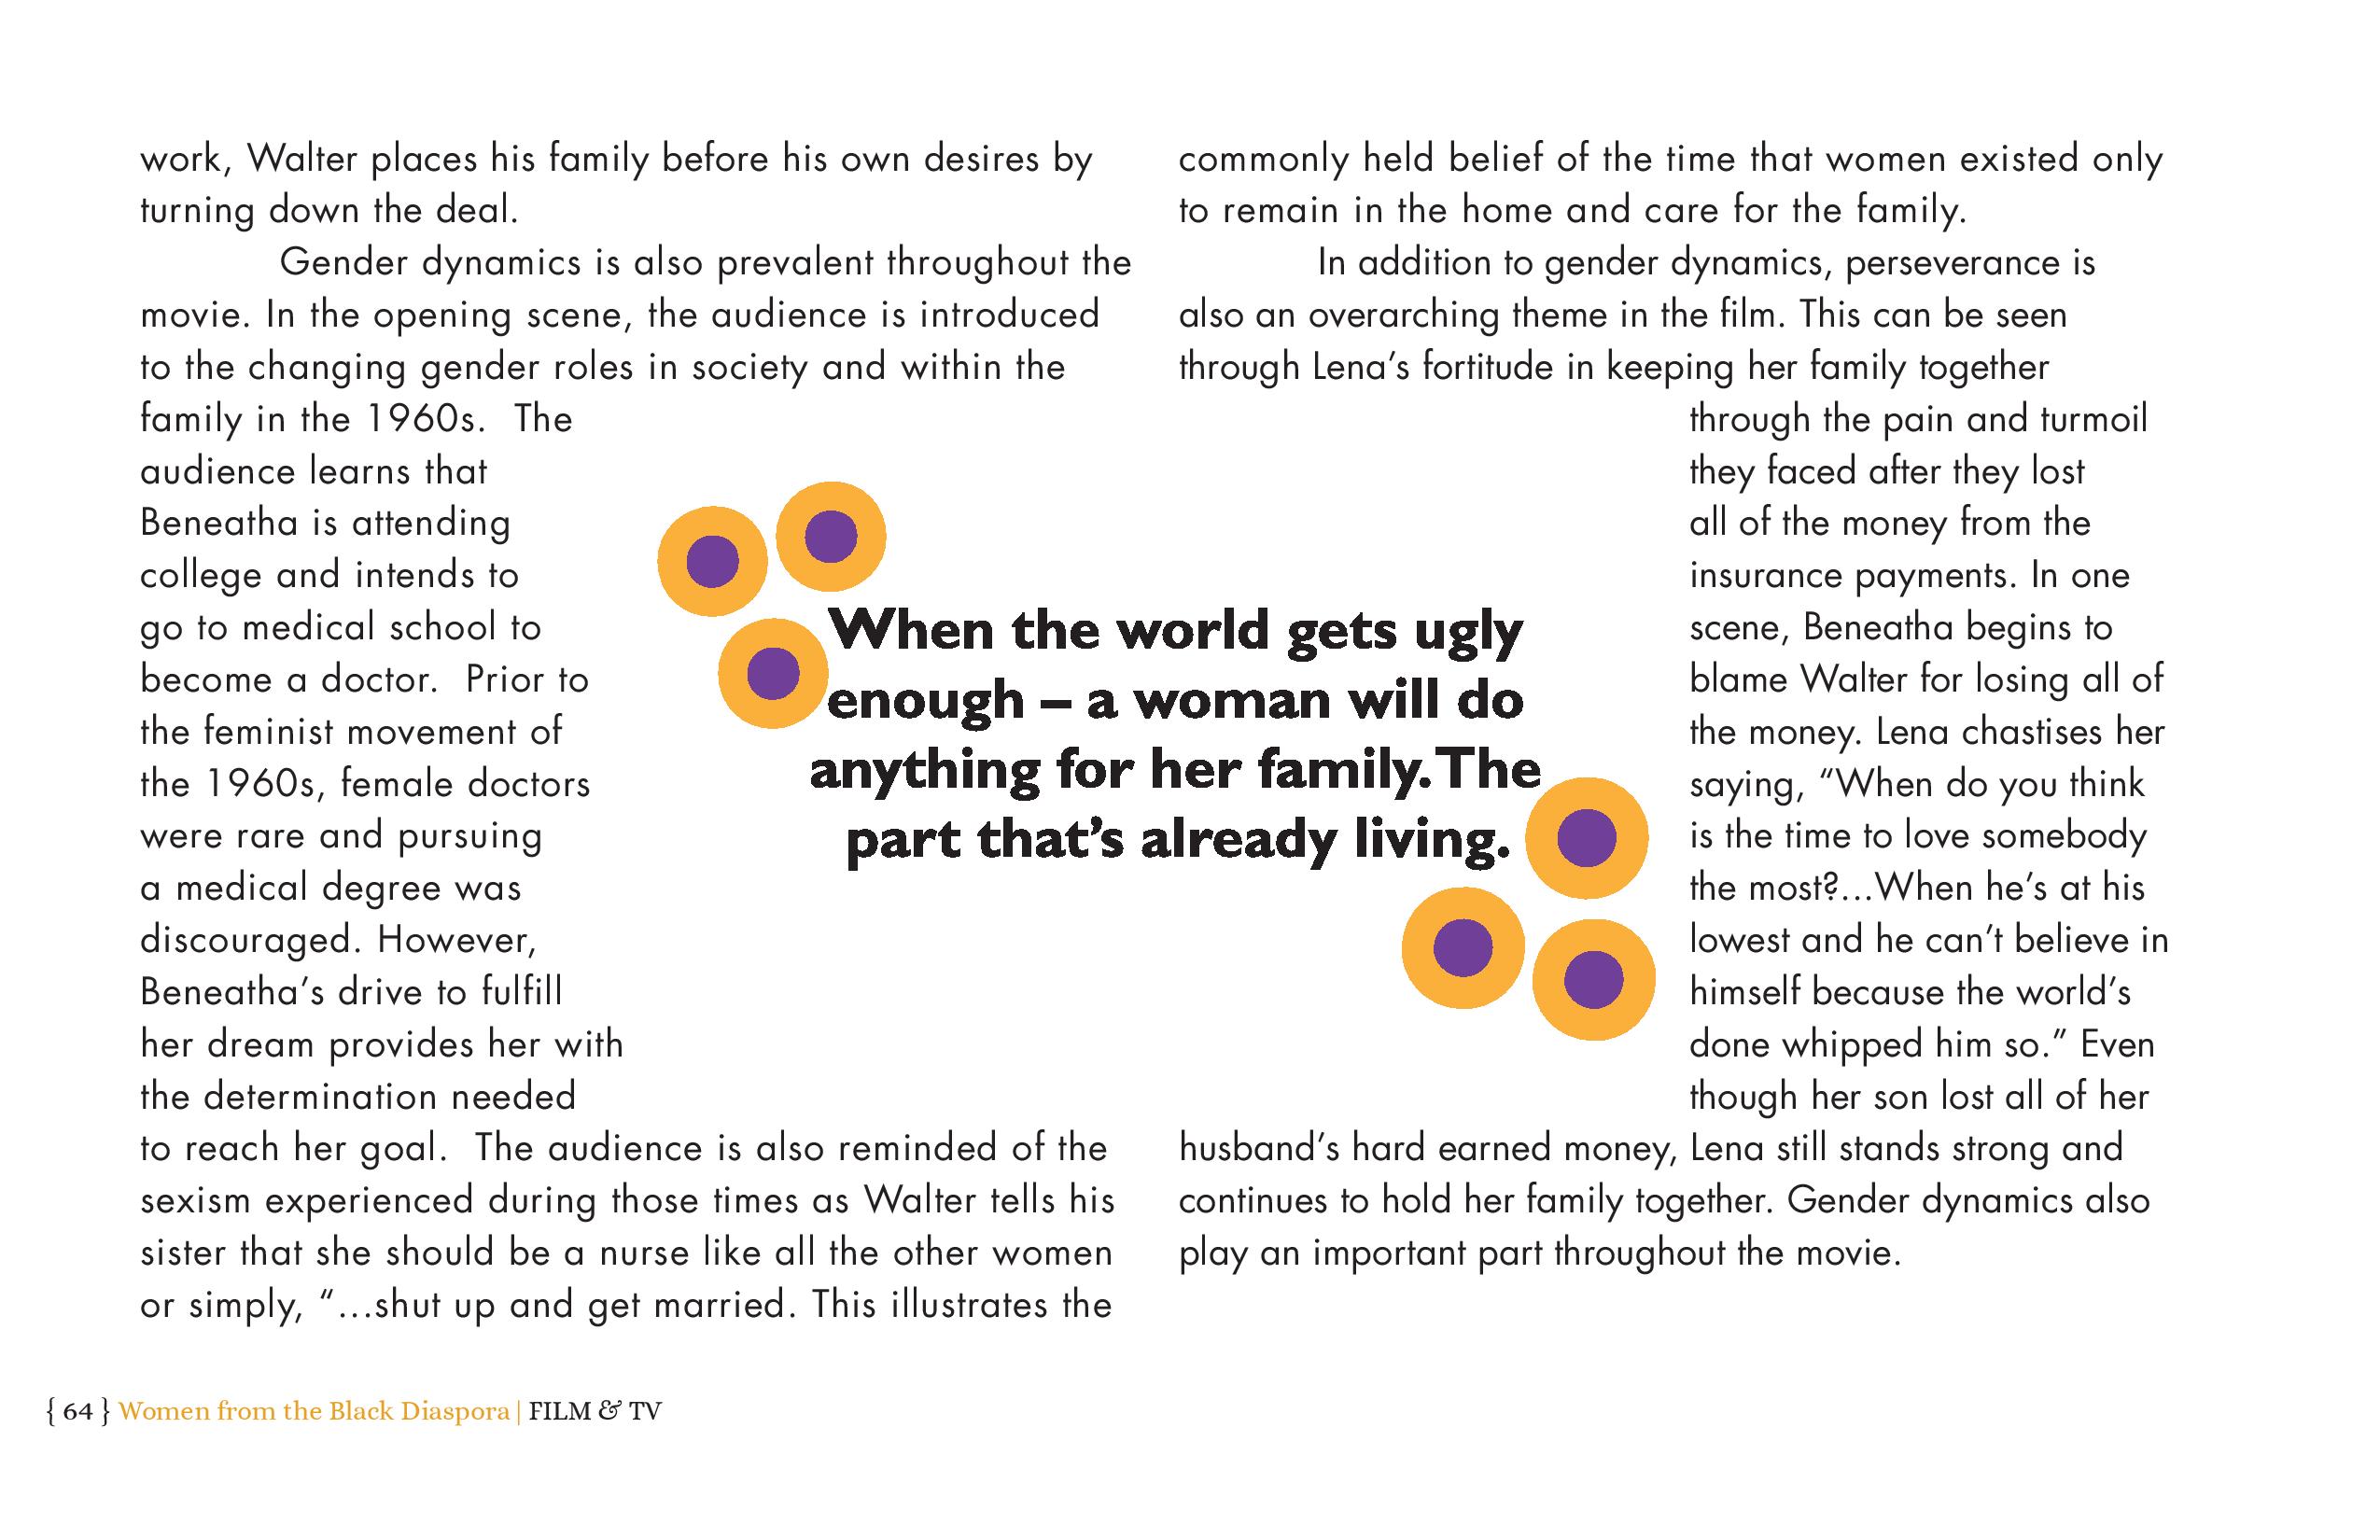 work, Walter places his family before his own desires by
turning down the deal.
Gender dynamics is also prevalent throughout the
movie. In the opening scene, the audience is introduced
to the changing gender roles in society and within the
family in the 1960s.  The
audience learns that
Beneatha is attending
college and intends to
go to medical school to
become a doctor.  Prior to
the feminist movement of
the 1960s, female doctors
were rare and pursuing
a medical degree was
discouraged. However,
Beneatha’s drive to fulfill
her dream provides her with
the determination needed
to reach her goal.  The audience is also reminded of the
sexism experienced during those times as Walter tells his
sister that she should be a nurse like all the other women
or simply, “...shut up and get married. This illustrates the
When the world gets ugly
enough – a woman will do
anything for her family. The
part that’s already living.
commonly held belief of the time that women existed only
to remain in the home and care for the family.
In addition to gender dynamics, perseverance is
also an overarching theme in the film. This can be seen
through Lena’s fortitude in keeping her family together
through the pain and turmoil
they faced after they lost
all of the money from the
insurance payments. In one
scene, Beneatha begins to
blame Walter for losing all of
the money. Lena chastises her
saying, “When do you think
is the time to love somebody
the most?...When he’s at his
lowest and he can’t believe in
himself because the world’s
done whipped him so.” Even
though her son lost all of her
husband’s hard earned money, Lena still stands strong and
continues to hold her family together. Gender dynamics also
play an important part throughout the movie.
{ 64 } Women from the Black Diaspora | FILM & TV